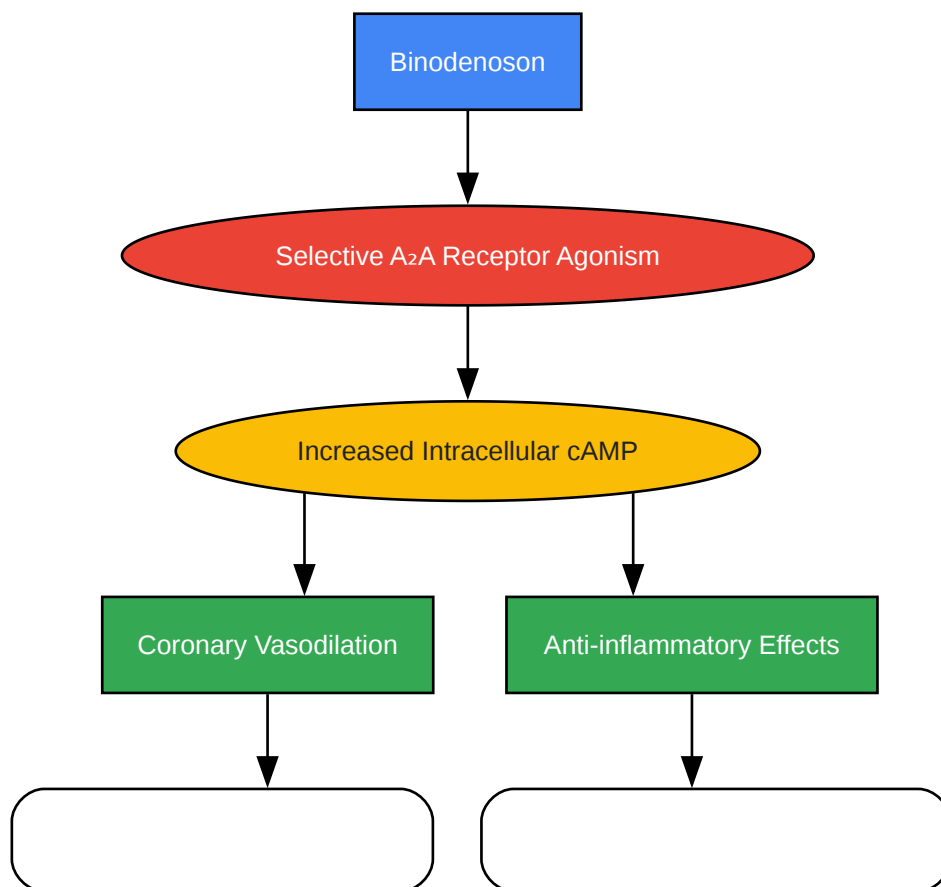 Binodenoson
Selective A₂A Receptor Agonism
Increased Intracellular cAMP
Coronary Vasodilation
Anti-inflammatory Effects